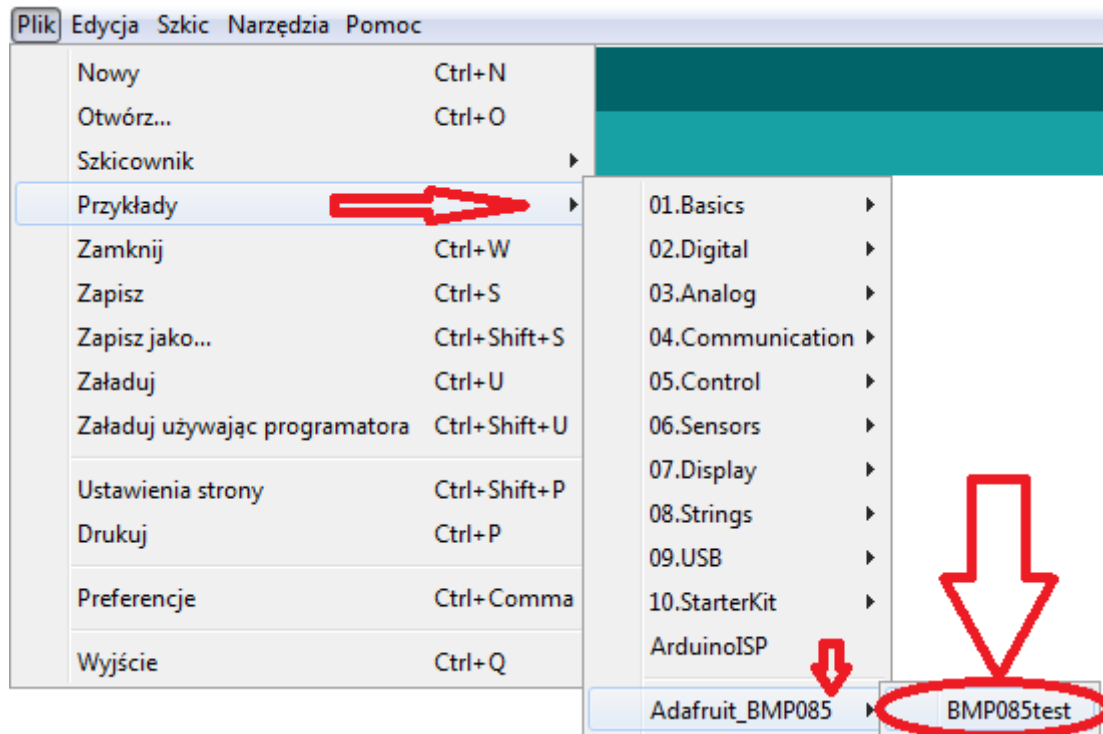 Plik Edycja Szkic Narzędzia Pomoc
Nowy Ctrl+N
Otwórz... Ctrl+O
Szkicownik
Przykłady
Zamknij Ctrl+W
Zapisz Ctrl+S
Zapisz jako... Ctrl+Shift+S
Załaduj Ctrl+U
Załaduj używając programatora Ctrl+Shift+U
Ustawienia strony Ctrl+Shift+P
Drukuj Ctrl+P
Preferencje Ctrl+Comma
Wyjście Ctrl+Q
01.Basics
02.Digital
03.Analog
04.Communication
05.Control
06.Sensors
07.Display
08.Strings
09.USB
10.StarterKit
ArduinoISP
Adafruit_BMP085
BMP085test